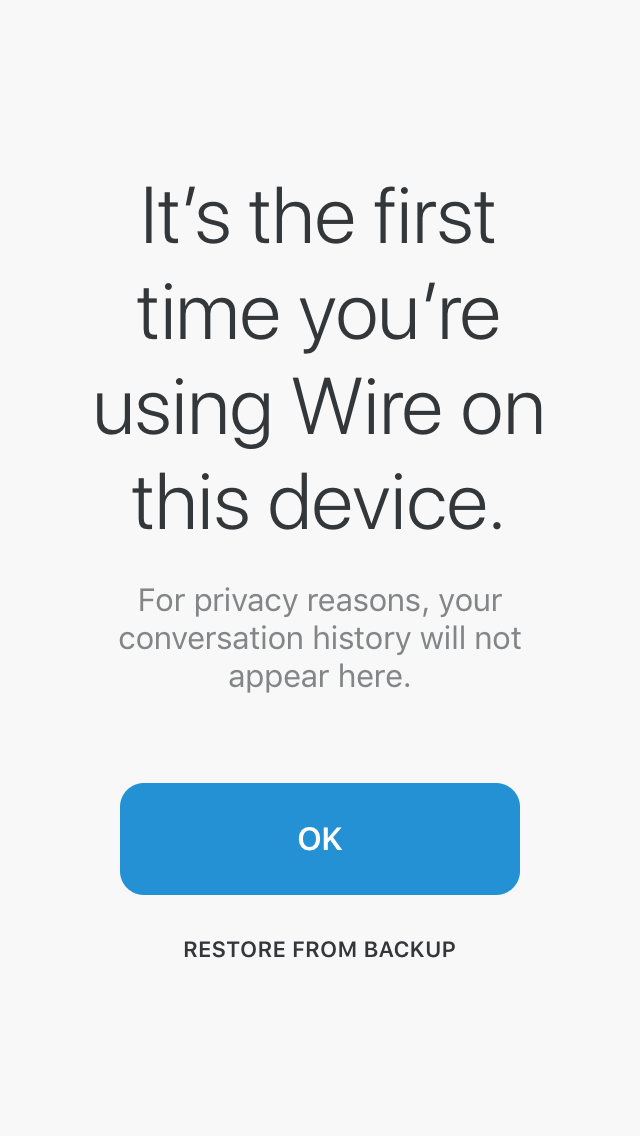 It’s the first
time you’re
using Wire on
this device.
For privacy reasons, your
conversation history will not
appear here.
OK
RESTORE FROM BACKUP